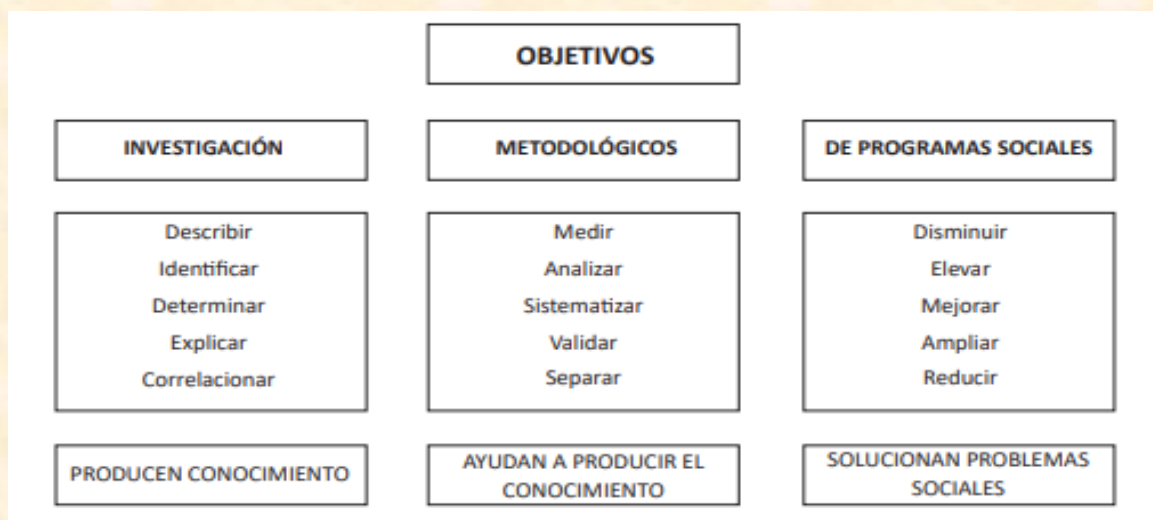 OBJETIVOS
INVESTIGACIÓN
METODOLÓGICOS
DE PROGRAMAS SOCIALES
Describir
Identificar
Determinar
Explicar
Correlacionar
Medir
Analizar
Sistematizar
Validar
Separar
Disminuir
Elevar
Mejorar
Ampliar
Reducir
PRODUCEN CONOCIMIENTO
AYUDAN A PRODUCIR EL
CONOCIMIENTO
SOLUCIONAN PROBLEMAS
SOCIALES